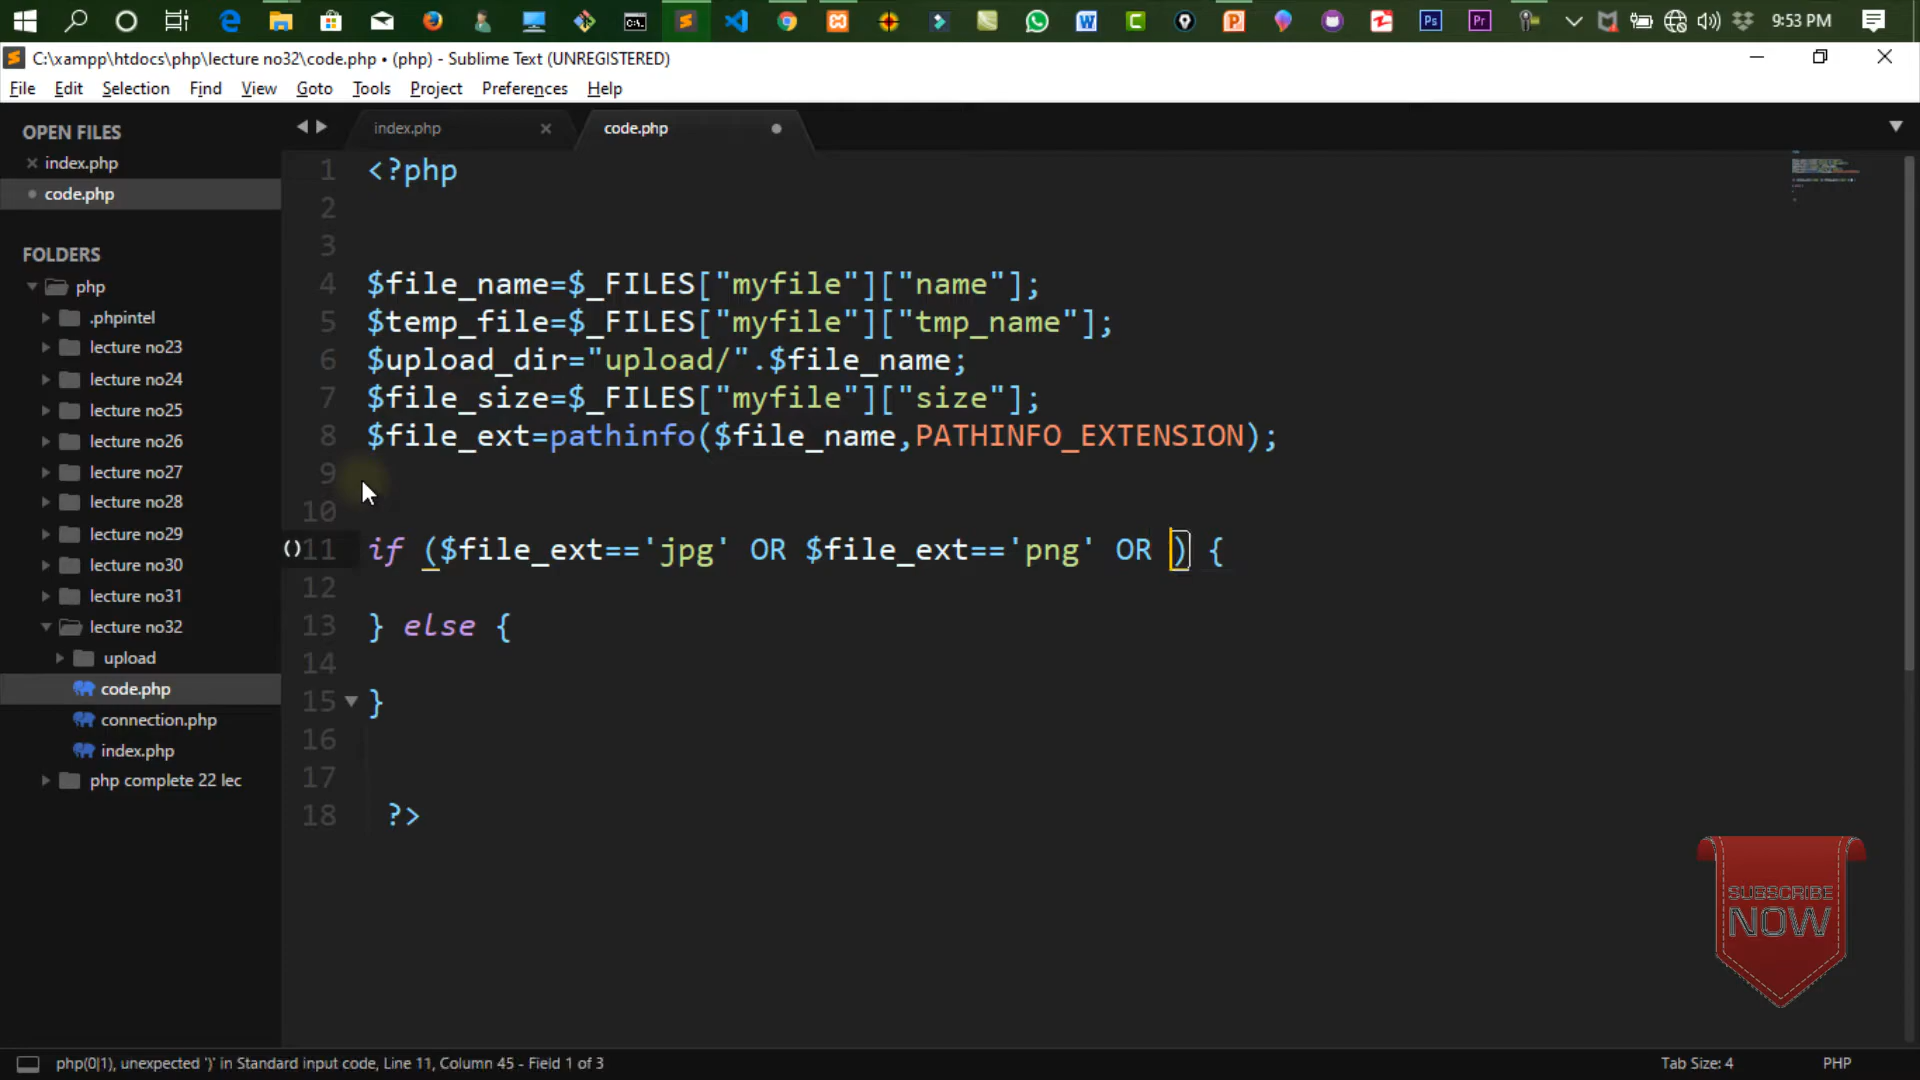 9:53 PM
C:\xampp\htdocs\php\lecture no32\code.php • (php) - Sublime Text (UNREGISTERED)
File Edit Selection Find View Goto Tools Project Preferences Help
OPEN FILES
index.php
code.php
FOLDERS
php
.phpintel
lecture no23
lecture no24
lecture no25
lecture no26
lecture no27
lecture no28
lecture no29
lecture no30
lecture no31
lecture no32
upload
code.php
connection.php
index.php
php complete 22 lec
index.php code.php
1 <?php
2
3
4 $file_name=$_FILES["myfile"]["name"];
5 $temp_file=$_FILES["myfile"]["tmp_name"];
6 $upload_dir="upload/".$file_name;
7 $file_size=$_FILES["myfile"]["size"];
8 $file_ext=pathinfo($file_name,PATHINFO_EXTENSION);
9
10
11 if ($file_ext=='jpg' OR $file_ext=='png' OR ) {
12
13 } else {
14
15 }
16
17
18 ?>
SUBSCRIBE
NOW
php(0|1), unexpected ')' in Standard input code, Line 11, Column 45 - Field 1 of 3
Tab Size: 4
PHP